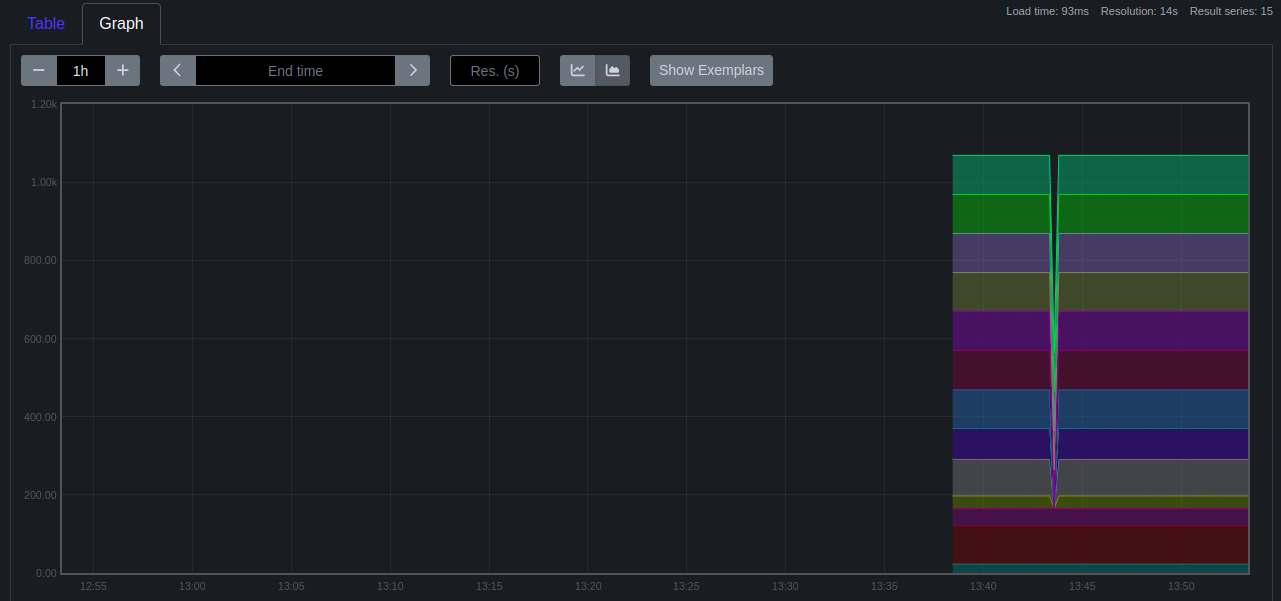 Load time: 93ms Resolution: 14s Result series: 15
Table Graph
1h End time Res. (s) Show Exemplars
1.20k
1.00k
800.00
600.00
400.00
200.00
0.00
12:55 13:00 13:05 13:10 13:15 13:20 13:25 13:30 13:35 13:40 13:45 13:50